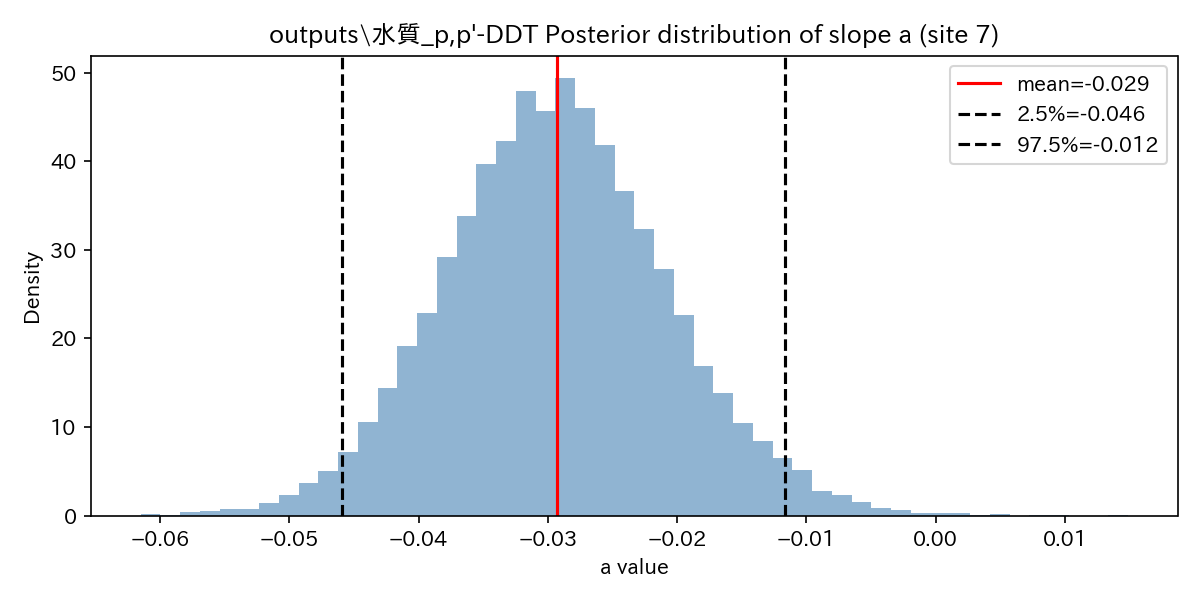 outputs\水質_p,p'-DDT Posterior distribution of slope a (site 7)
mean=-0.029
2.5%=-0.046
97.5%=-0.012
Density
50
40
30
20
10
0
−0.06 −0.05 −0.04 −0.03 −0.02 −0.01 0.00 0.01
a value